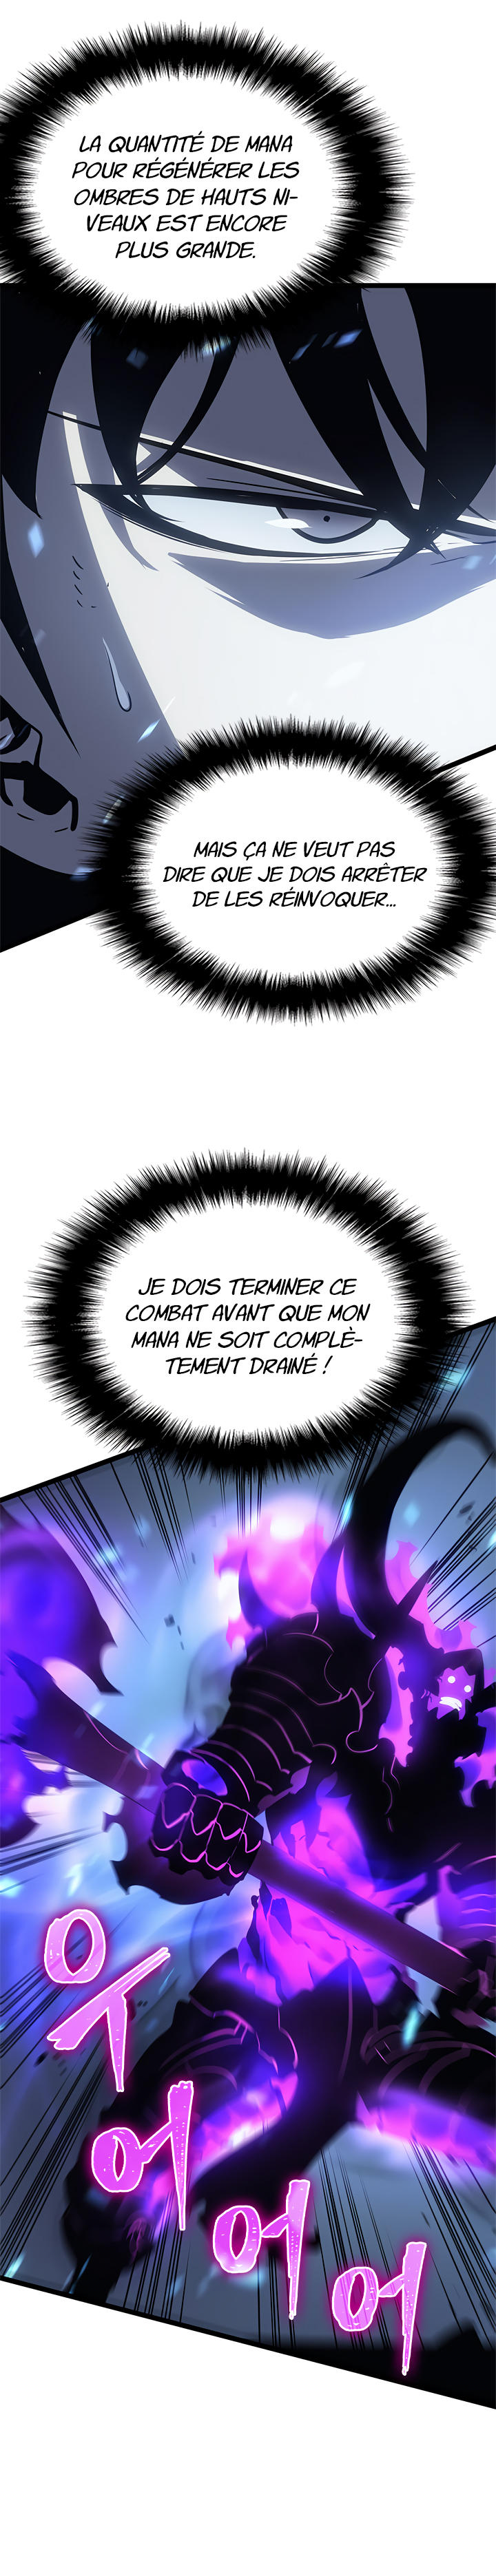 LA QUANTITÉ DE MANA
POUR RÉGÉNÉRER LES
OMBRES DE HAUTS NI-
VEAUX EST ENCORE
PLUS GRANDE.
MAIS ÇA NE VEUT PAS
DIRE QUE JE DOIS ARRÊTER
DE LES RÉINVOQUER...
JE DOIS TERMINER CE
COMBAT AVANT QUE MON
MANA NE SOIT COMPLÈ-
TEMENT DRAINÉ !
우어어어